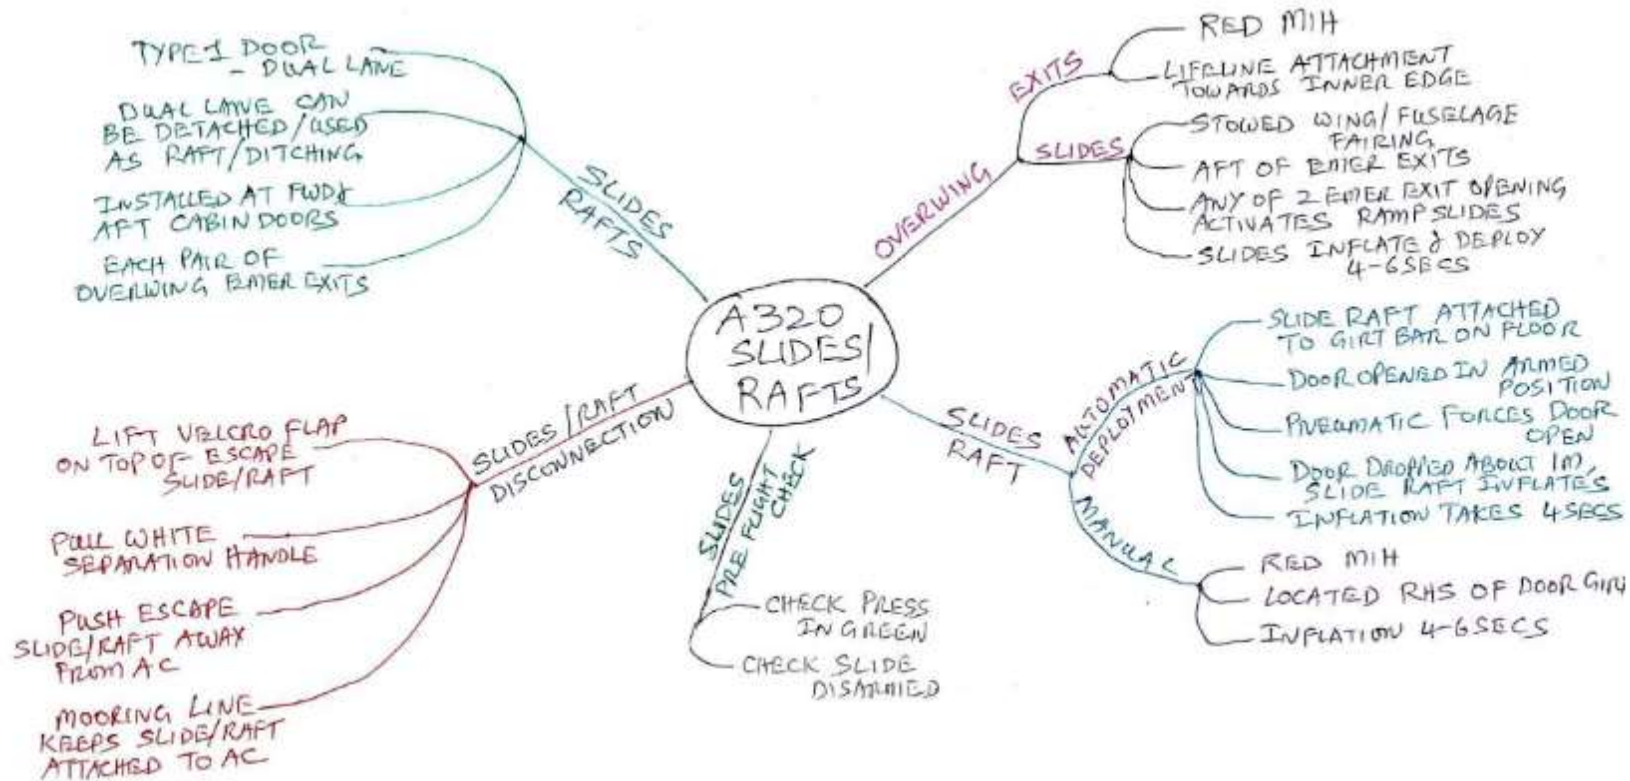 A320
SLIDES/
RAFTS
SLIDES
RAFTS
TYPE 1 DOOR
- DUAL LANE
DUAL LANE CAN
BE DETACHED/USED
AS RAFT/DITCHING
INSTALLED AT FWD &
AFT CABIN DOORS
EACH PAIR OF
OVERWING EMER EXITS
OVERWING
EXITS
RED MIH
LIFELINE ATTACHMENT
TOWARDS INNER EDGE
SLIDES
STOWED WING/FUSELAGE
FAIRING
AFT OF EMER EXITS
ANY OF 2 EMER EXIT OPENING
ACTIVATES RAMP SLIDES
SLIDES INFLATE & DEPLOY
4-6SECS
SLIDES
RAFT
AUTOMATIC
DEPLOYMENT
SLIDE RAFT ATTACHED
TO GIRT BAR ON FLOOR
DOOR OPENED IN ARMED
POSITION
PNEUMATIC FORCES DOOR
OPEN
DOOR DROPPED ABOUT 1M,
SLIDE RAFT INFLATES
INFLATION TAKES 4SECS
MANUAL
RED MIH
LOCATED RHS OF DOOR GIRT
INFLATION 4-6SECS
SLIDES
PRE FLIGHT
CHECK
CHECK PRESS
IN GREEN
CHECK SLIDE
DISARMED
SLIDES/RAFT
DISCONNECTION
LIFT VELCRO FLAP
ON TOP OF ESCAPE
SLIDE/RAFT
PULL WHITE
SEPARATION HANDLE
PUSH ESCAPE
SLIDE/RAFT AWAY
FROM AC
MOORING LINE
KEEPS SLIDE/RAFT
ATTACHED TO AC